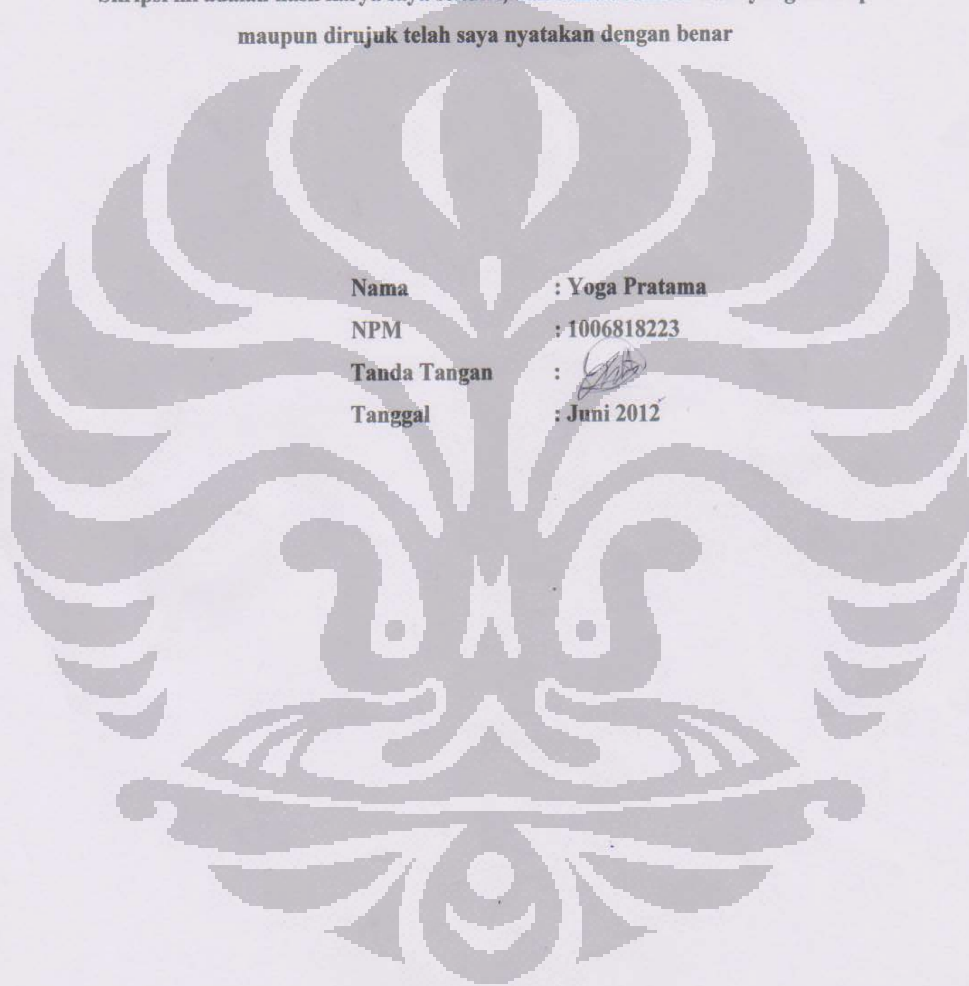 maupun dirujuk telah saya nyatakan dengan benar
Nama : Yoga Pratama
NPM : 1006818223
Tanda Tangan :
Tanggal : Juni 2012